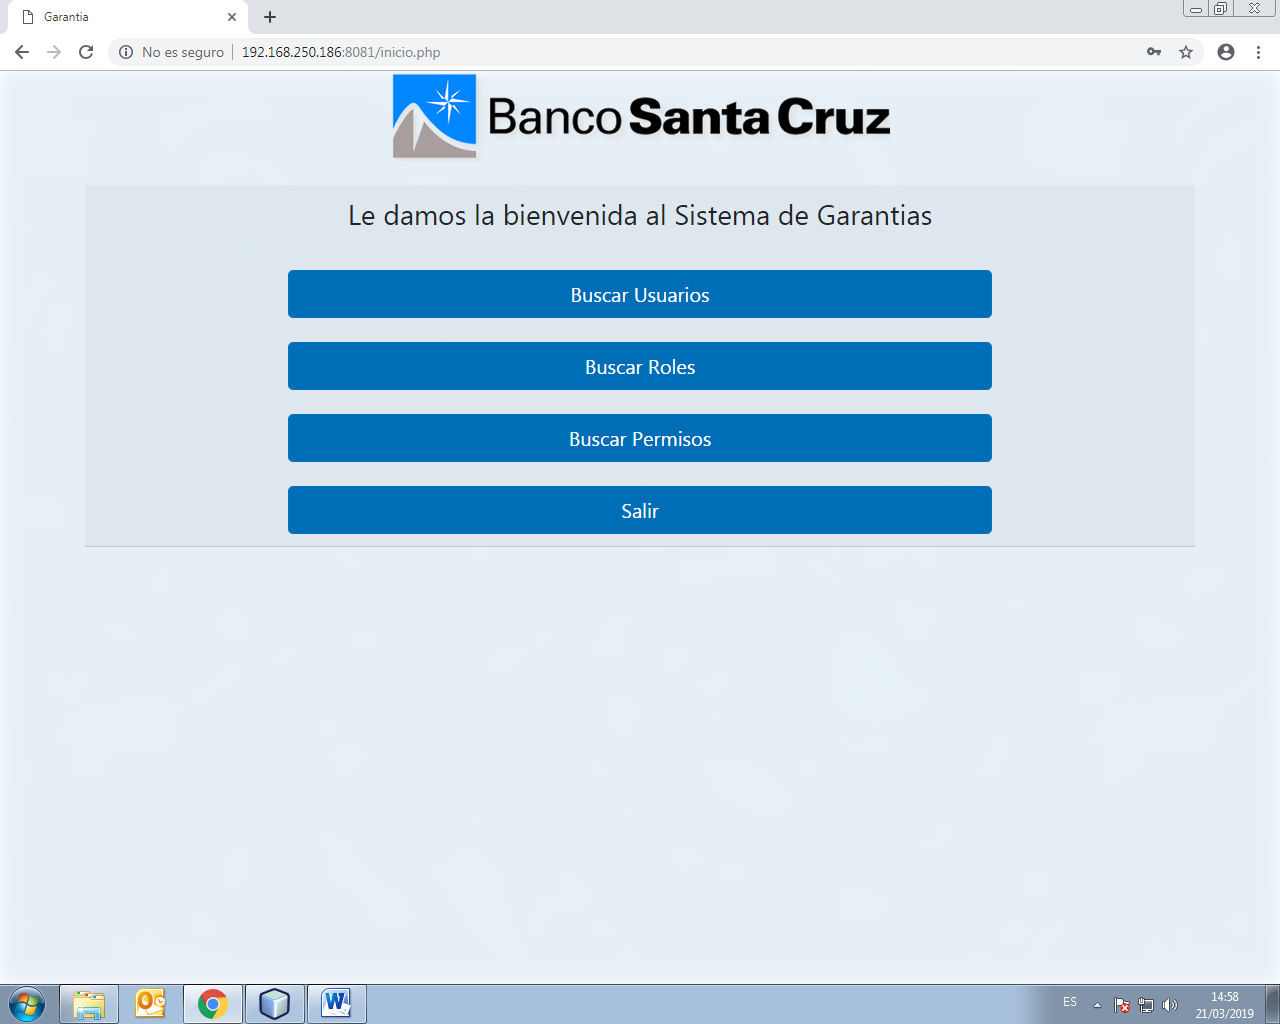 Garantia
No es seguro
192.168.250.186:8081/inicio.php
Banco Santa Cruz
Le damos la bienvenida al Sistema de Garantias
Buscar Usuarios
Buscar Roles
Buscar Permisos
Salir
ES
14:58
21/03/2019